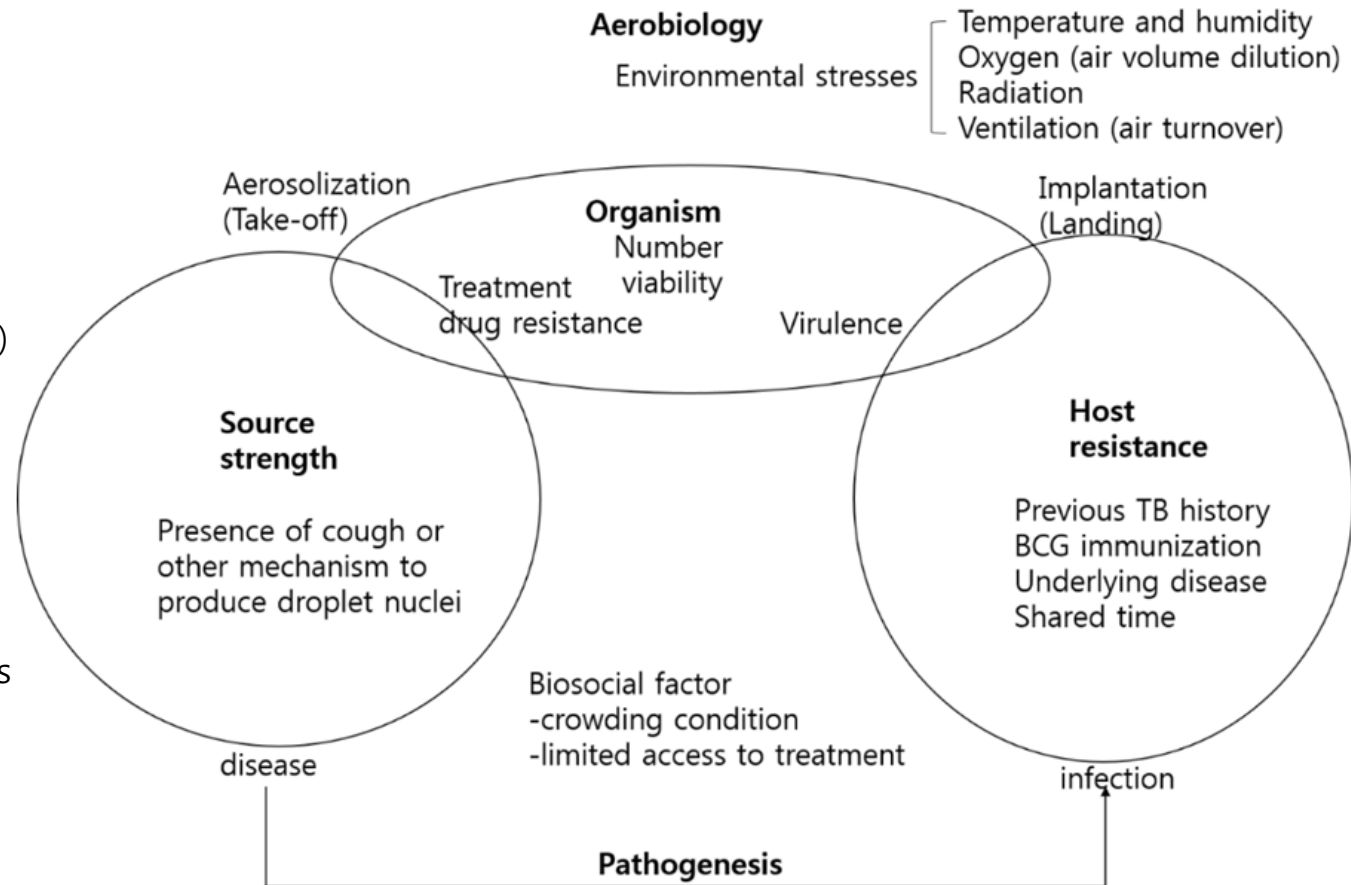 Aerobiology
Environmental stresses
Temperature and humidity
Oxygen (air volume dilution)
Radiation
Ventilation (air turnover)
Aerosolization
(Take-off)
Organism
Number
viability
Treatment
drug resistance
Virulence
Implantation
(Landing)
)
Source
strength
Presence of cough or
other mechanism to
produce droplet nuclei
Host
resistance
Previous TB history
BCG immunization
Underlying disease
Shared time
s
Biosocial factor
-crowding condition
-limited access to treatment
disease
infection
Pathogenesis